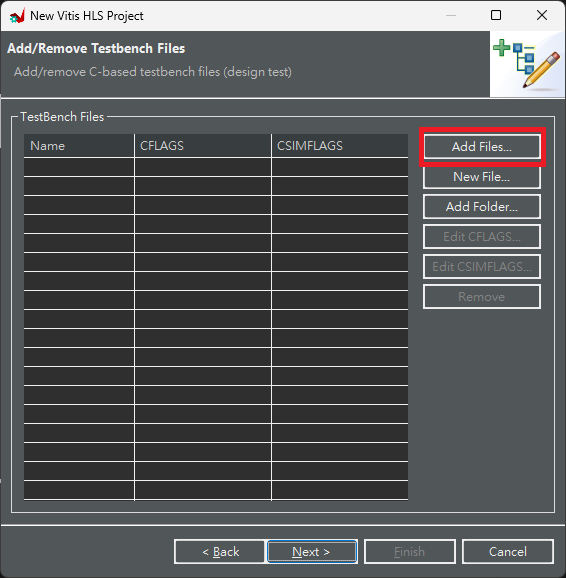 New Vitis HLS Project
Add/Remove Testbench Files
Add/remove C-based testbench files (design test)
TestBench Files
Name CFLAGS CSIMFLAGS
Add Files...
New File...
Add Folder...
Edit CFLAGS...
Edit CSIMFLAGS...
Remove
< Back Next > Finish Cancel